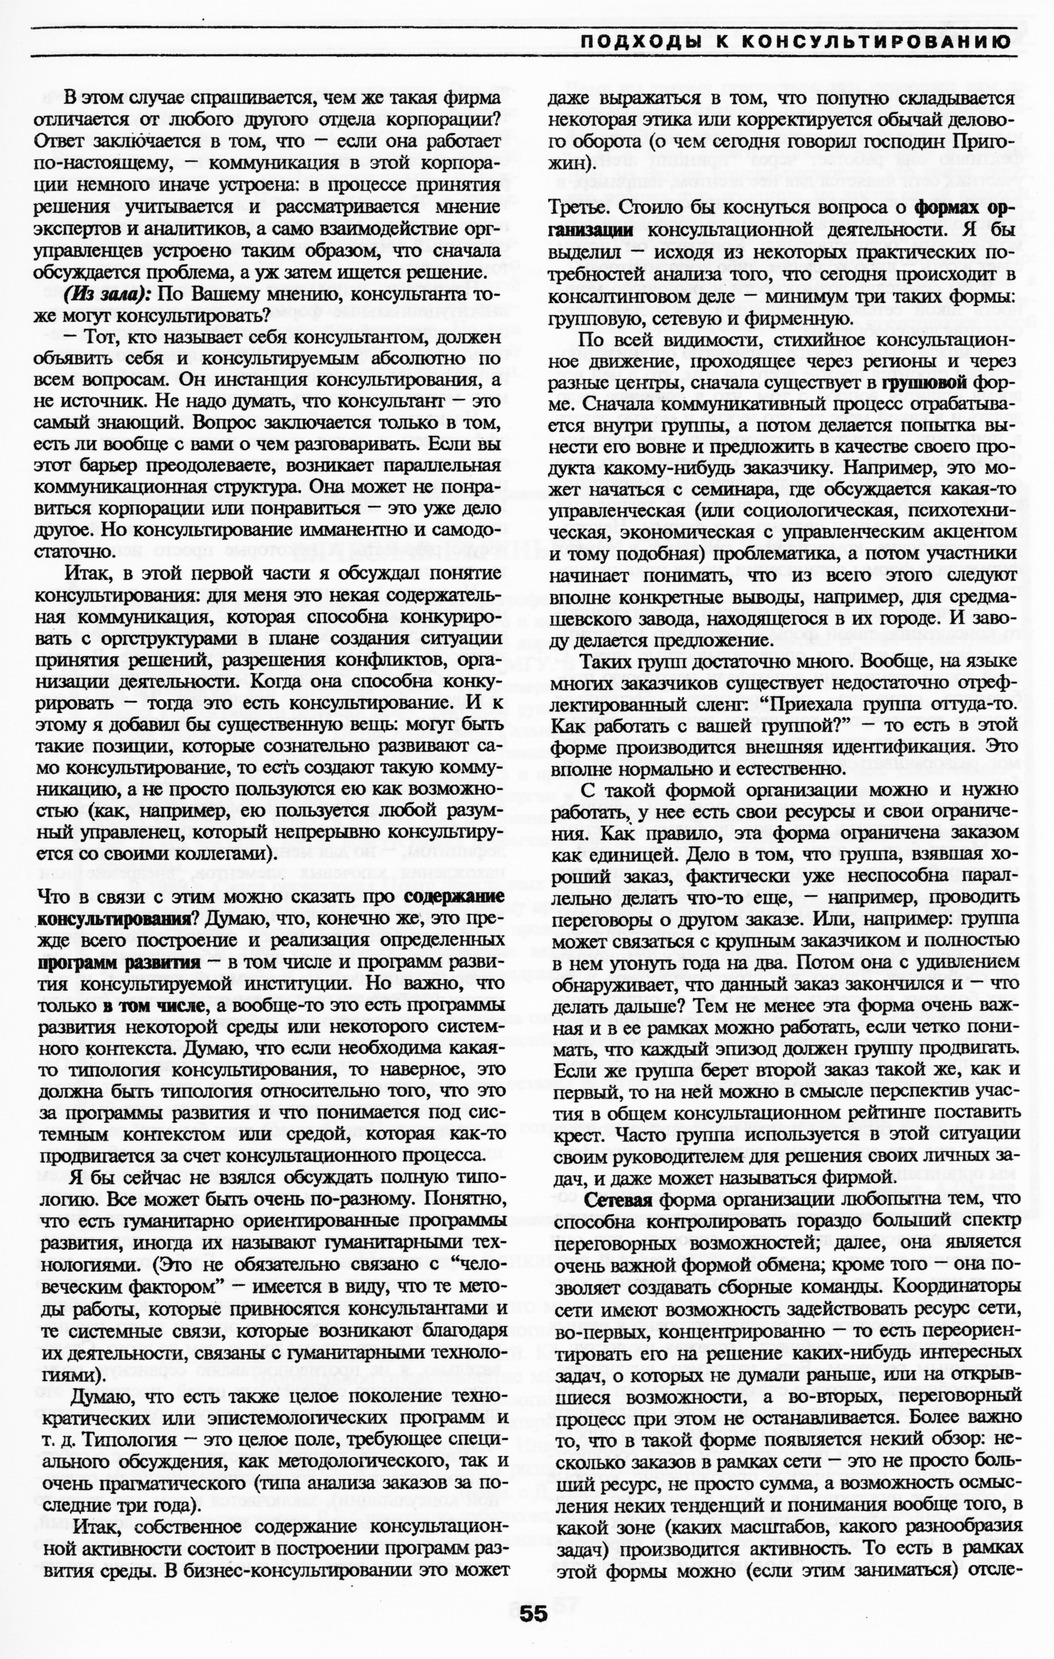 ПОДХОДЫ К КОНСУЛЬТИРОВАНИЮ
В этом случае спрашивается, чем же такая фирма
отличается от любого другого отдела корпорации?
Ответ заключается в том, что — если она работает
по-настоящему, — коммуникация в этой корпора-
ции немного иначе устроена: в процессе принятия
решения учитывается и рассматривается мнение
экспертов и аналитиков, а само взаимодействие орг-
управленцев устроено таким образом, что сначала
обсуждается проблема, а уж затем ищется решение.
(Из зала): По Вашему мнению, консультанта то-
же могут консультировать?
— Тот, кто называет себя консультантом, должен
объявить себя и консультируемым абсолютно по
всем вопросам. Он инстанция консультирования, а
не источник. Не надо думать, что консультант — это
самый знающий. Вопрос заключается только в том,
есть ли вообще с вами о чем разговаривать. Если вы
этот барьер преодолеваете, возникает параллельная
коммуникационная структура. Она может не понра-
виться корпорации или понравиться — это уже дело
другое. Но консультирование имманентно и самодо-
статочно.
Итак, в этой первой части я обсуждал понятие
консультирования: для меня это некая содержатель-
ная коммуникация, которая способна конкуриро-
вать с оргструктурами в плане создания ситуации
принятия решений, разрешения конфликтов, орга-
низации деятельности. Когда она способна конку-
рировать — тогда это есть консультирование. И к
этому я добавил бы существенную вещь: могут быть
такие позиции, которые сознательно развивают са-
мо консультирование, то есть создают такую комму-
никацию, а не просто пользуются ею как возможно-
стью (как, например, ею пользуется любой разум-
ный управленец, который непрерывно консультиру-
ется со своими коллегами).
Что в связи с этим можно сказать про содержание
консультирования? Думаю, что, конечно же, это пре-
жде всего построение и реализация определенных
программ развития — в том числе и программ разви-
тия консультируемой институции. Но важно, что
только в том числе, а вообще-то это есть программы
развития некоторой среды или некоторого систем-
ного контекста. Думаю, что если необходима какая-
то типология консультирования, то наверное, это
должна быть типология относительно того, что это
за программы развития и что понимается под сис-
темным контекстом или средой, которая как-то
продвигается за счет консультационного процесса.
Я бы сейчас не взялся обсуждать полную типо-
логию. Все может быть очень по-разному. Понятно,
что есть гуманитарно ориентированные программы
развития, иногда их называют гуманитарными тех-
нологиями. (Это не обязательно связано с “чело-
веческим фактором” — имеется в виду, что те мето-
ды работы, которые привносятся консультантами и
те системные связи, которые возникают благодаря
их деятельности, связаны с гуманитарными техноло-
гиями).
Думаю, что есть также целое поколение техно-
кратических или эпистемологических программ и
т. д. Типология — это целое поле, требующее специ-
ального обсуждения, как методологического, так и
очень прагматического (типа анализа заказов за по-
следние три года).
Итак, собственное содержание консультацион-
ной активности состоит в построении программ раз-
вития среды. В бизнес-консультировании это может
даже выражаться в том, что попутно складывается
некоторая этика или корректируется обычай делово-
го оборота (о чем сегодня говорил господин Приго-
жин).
Третье. Стоило бы коснуться вопроса о формах ор-
ганизации консультационной деятельности. Я бы
выделил — исходя из некоторых практических по-
требностей анализа того, что сегодня происходит в
консалтинговом деле — минимум три таких формы:
групповую, сетевую и фирменную.
По всей видимости, стихийное консультацион-
ное движение, проходящее через регионы и через
разные центры, сначала существует в групповой фор-
ме. Сначала коммуникативный процесс отрабатыва-
ется внутри группы, а потом делается попытка вы-
нести его вовне и предложить в качестве своего про-
дукта какому-нибудь заказчику. Например, это мо-
жет начаться с семинара, где обсуждается какая-то
управленческая (или социологическая, психотехни-
ческая, экономическая с управленческим акцентом
и тому подобная) проблематика, а потом участники
начинает понимать, что из всего этого следуют
вполне конкретные выводы, например, для средма-
шевского завода, находящегося в их городе. И заво-
ду делается предложение.
Таких групп достаточно много. Вообще, на языке
многих заказчиков существует недостаточно отреф-
лектированный сленг: “Приехала группа оттуда-то.
Как работать с вашей группой?” — то есть в этой
форме производится внешняя идентификация. Это
вполне нормально и естественно.
С такой формой организации можно и нужно
работать, у нее есть свои ресурсы и свои ограниче-
ния. Как правило, эта форма ограничена заказом
как единицей. Дело в том, что группа, взявшая хо-
роший заказ, фактически уже неспособна парал-
лельно делать что-то еще, — например, проводить
переговоры о другом заказе. Или, например: группа
может связаться с крупным заказчиком и полностью
в нем утонуть года на два. Потом она с удивлением
обнаруживает, что данный заказ закончился и — что
делать дальше? Тем не менее эта форма очень важ-
ная и в ее рамках можно работать, если четко пони-
мать, что каждый эпизод должен группу продвигать.
Если же группа берет второй заказ такой же, как и
первый, то на ней можно в смысле перспектив учас-
тия в общем консультационном рейтинге поставить
крест. Часто группа используется в этой ситуации
своим руководителем для решения своих личных за-
дач, и даже может называться фирмой.
Сетевая форма организации любопытна тем, что
способна контролировать гораздо больший спектр
переговорных возможностей; далее, она является
очень важной формой обмена; кроме того — она по-
зволяет создавать сборные команды. Координаторы
сети имеют возможность задействовать ресурс сети,
во-первых, концентрированно — то есть переориен-
тировать его на решение каких-нибудь интересных
задач, о которых не думали раньше, или на открыв-
шиеся возможности, а во-вторых, переговорный
процесс при этом не останавливается. Более важно
то, что в такой форме появляется некий обзор: не-
сколько заказов в рамках сети — это не просто боль-
ший ресурс, не просто сумма, а возможность осмыс-
ления неких тенденций и понимания вообще того, в
какой зоне (каких масштабов, какого разнообразия
задач) производится активность. То есть в рамках
этой формы можно (если этим заниматься) отсле-
55